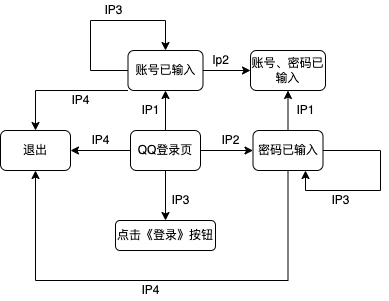 IP3
账号已输入
Ip2
账号、密码已
输入
IP4
IP1
IP1
退出
IP4
QQ登录页
IP2
密码已输入
IP3
IP3
点击《登录》按钮
IP4